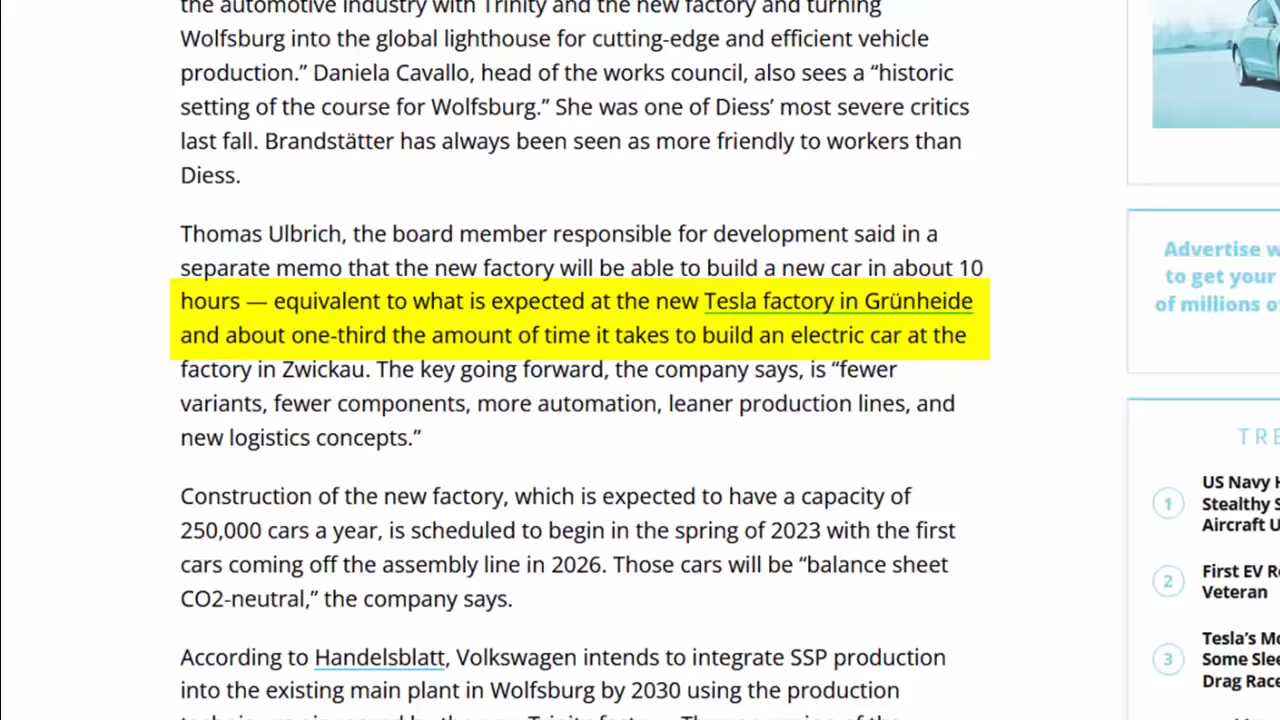 the automotive industry with Trinity and the new factory and turning
Wolfsburg into the global lighthouse for cutting-edge and efficient vehicle
production.” Daniela Cavallo, head of the works council, also sees a “historic
setting of the course for Wolfsburg.” She was one of Diess’ most severe critics
last fall. Brandstätter has always been seen as more friendly to workers than
Diess.
Thomas Ulbrich, the board member responsible for development said in a
separate memo that the new factory will be able to build a new car in about 10
hours — equivalent to what is expected at the new Tesla factory in Grünheide
and about one-third the amount of time it takes to build an electric car at the
factory in Zwickau. The key going forward, the company says, is “fewer
variants, fewer components, more automation, leaner production lines, and
new logistics concepts.”
Construction of the new factory, which is expected to have a capacity of
250,000 cars a year, is scheduled to begin in the spring of 2023 with the first
cars coming off the assembly line in 2026. Those cars will be “balance sheet
CO2-neutral,” the company says.
According to Handelsblatt, Volkswagen intends to integrate SSP production
into the existing main plant in Wolfsburg by 2030 using the production
Advertise
to get your
of millions
1
US Navy
Stealthy
Aircraft
2
First EV
Veteran
3
Tesla’s
Some
Drag